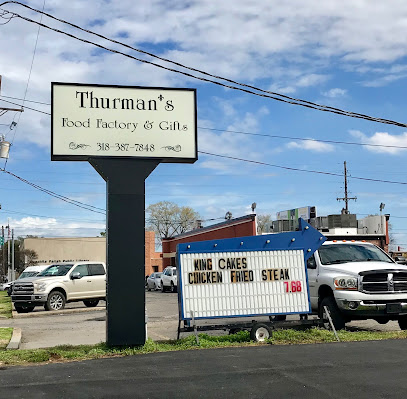 Thurman's
Food Factory & Gifts
318-387-7848
KING CAKES
CHICKEN FRIED STEAK
7.68